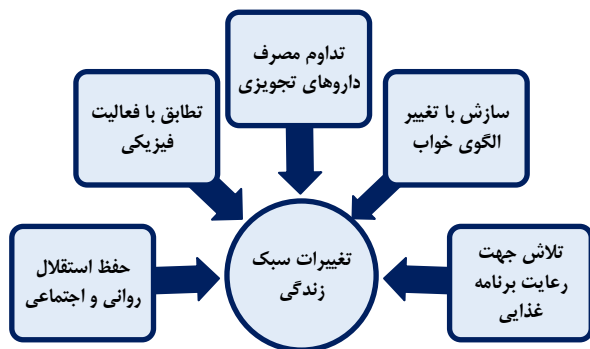 تداوم مصرف
داروهای تجویزی
سازش با تغییر
الگوی خواب
تطابق با فعالیت
فیزیکی
تلاش جهت
رعایت برنامه
غذایی
تغییرات سبک
زندگی
حفظ استقلال
روانی و اجتماعی